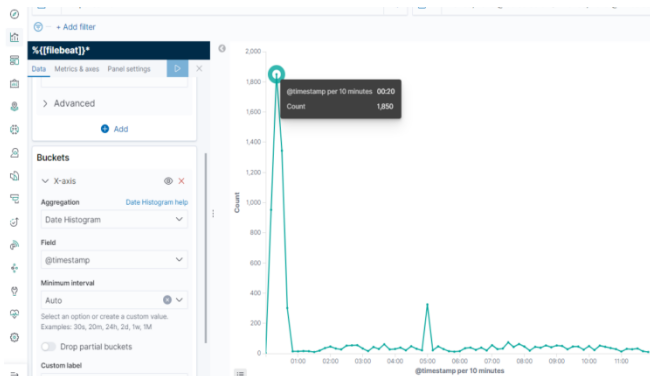 + Add filter
%{[filebeat]}*
Data Metrics & axes Panel settings
> Advanced
Add
Buckets
X-axis
Aggregation Date Histogram help
Date Histogram
Field
@timestamp
Minimum interval
Auto
Select an option or create a custom value.
Examples: 30s, 20m, 24h, 2d, 1w, 1M
Drop partial buckets
Custom label
2,000
1,800
1,600
1,400
1,200
1,000
800
600
400
200
0
Count
@timestamp per 10 minutes 00:20
Count 1,850
01:00 02:00 03:00 04:00 05:00 06:00 07:00 08:00 09:00 10:00 11:00
@timestamp per 10 minutes